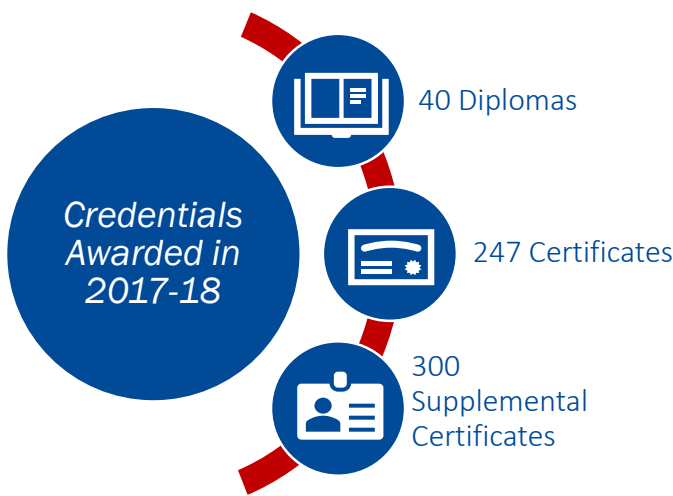 Credentials
Awarded in
2017-18
40 Diplomas
247 Certificates
300
Supplemental
Certificates